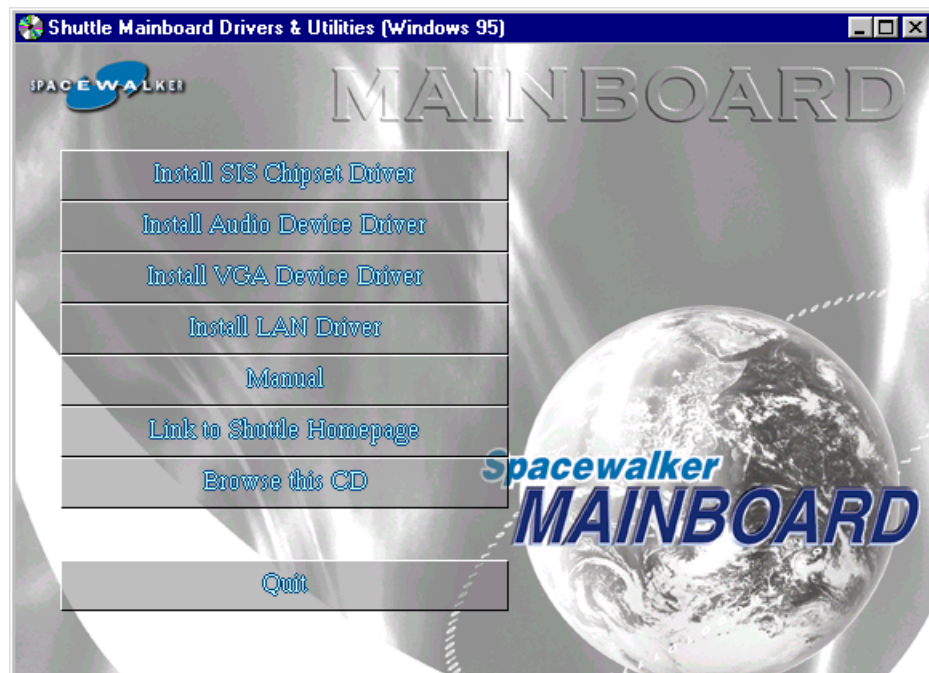 Shuttle Mainboard Drivers & Utilities (Windows 95)
SPACEWALKER
MAINBOARD
Install SIS Chipset Driver
Install Audio Device Driver
Install VGA Device Driver
Install LAN Driver
Manual
Link to Shuttle Homepage
Browse this CD
Spacewalker
MAINBOARD
Quit